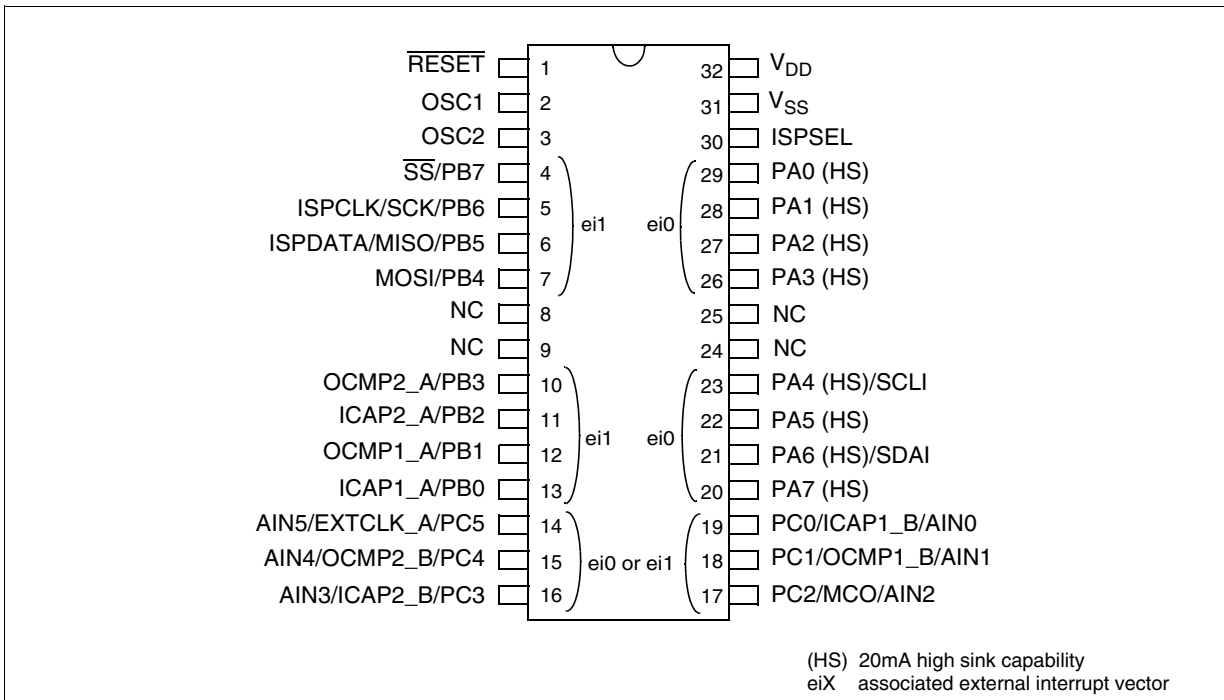 RESET 1 32 VDD
OSC1 2 31 VSS
OSC2 3 30 ISPSEL
SS/PB7 4 29 PA0 (HS)
ISPCLK/SCK/PB6 5 28 PA1 (HS)
ei1 ei0
ISPDATA/MISO/PB5 6 27 PA2 (HS)
MOSI/PB4 7 26 PA3 (HS)
NC 8 25 NC
NC 9 24 NC
OCMP2_A/PB3 10 23 PA4 (HS)/SCLI
ICAP2_A/PB2 11 22 PA5 (HS)
ei1 ei0
OCMP1_A/PB1 12 21 PA6 (HS)/SDAI
ICAP1_A/PB0 13 20 PA7 (HS)
AIN5/EXTCLK_A/PC5 14 19 PC0/ICAP1_B/AIN0
AIN4/OCMP2_B/PC4 15 ei0 or ei1 18 PC1/OCMP1_B/AIN1
AIN3/ICAP2_B/PC3 16 17 PC2/MCO/AIN2
(HS) 20mA high sink capability
eiX associated external interrupt vector